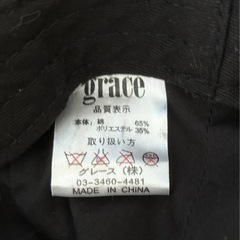 grace
品質表示
本体: 綿 65%
ポリエステル 35%
取り扱い方
グレース (株)
03-3460-4481
MADE IN CHINA